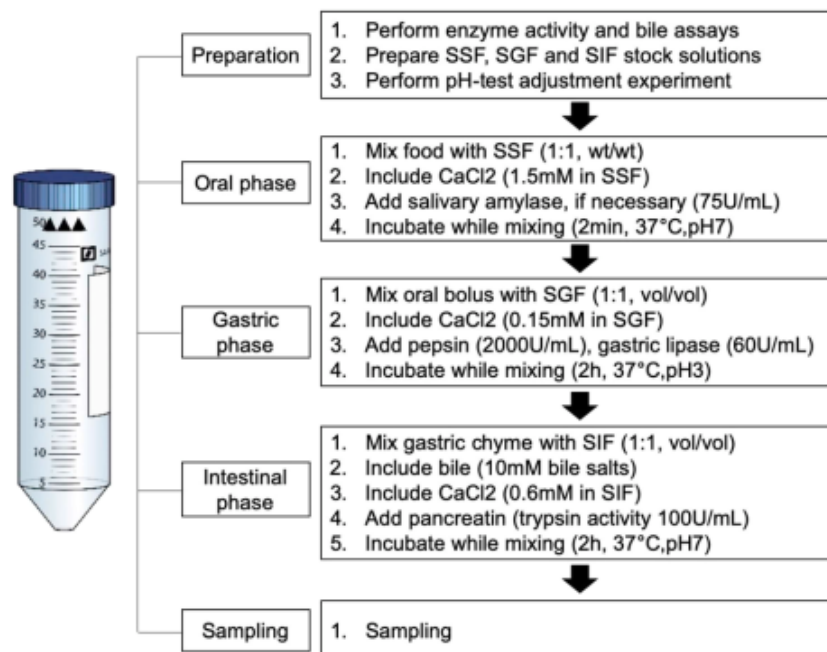 Preparation
1. Perform enzyme activity and bile assays
2. Prepare SSF, SGF and SIF stock solutions
3. Perform pH-test adjustment experiment
Oral phase
1. Mix food with SSF (1:1, wt/wt)
2. Include CaCl2 (1.5mM in SSF)
3. Add salivary amylase, if necessary (75U/mL)
4. Incubate while mixing (2min, 37°C,pH7)
Gastric
phase
1. Mix oral bolus with SGF (1:1, vol/vol)
2. Include CaCl2 (0.15mM in SGF)
3. Add pepsin (2000U/mL), gastric lipase (60U/mL)
4. Incubate while mixing (2h, 37°C,pH3)
Intestinal
phase
1. Mix gastric chyme with SIF (1:1, vol/vol)
2. Include bile (10mM bile salts)
3. Include CaCl2 (0.6mM in SIF)
4. Add pancreatin (trypsin activity 100U/mL)
5. Incubate while mixing (2h, 37°C,pH7)
Sampling
1. Sampling
50
45
40
35
30
25
20
15
10
5